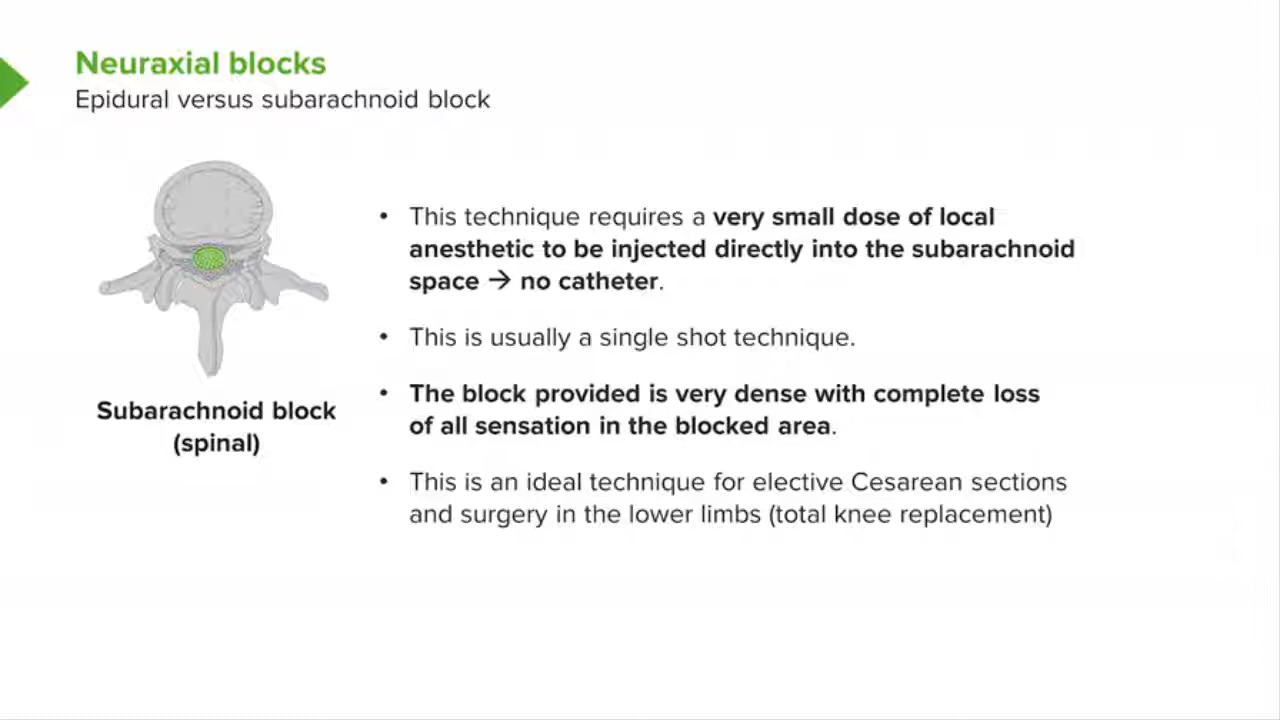 Neuraxial blocks
Epidural versus subarachnoid block
• This technique requires a very small dose of local
anesthetic to be injected directly into the subarachnoid
space → no catheter.
• This is usually a single shot technique.
• The block provided is very dense with complete loss
of all sensation in the blocked area.
• This is an ideal technique for elective Cesarean sections
and surgery in the lower limbs (total knee replacement)
Subarachnoid block
(spinal)